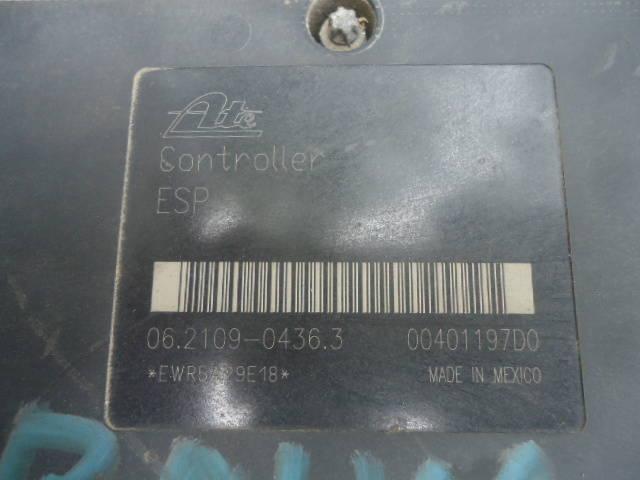 Ate
Controller
ESP
06.2109-0436.3 00401197D0
MADE IN MEXICO